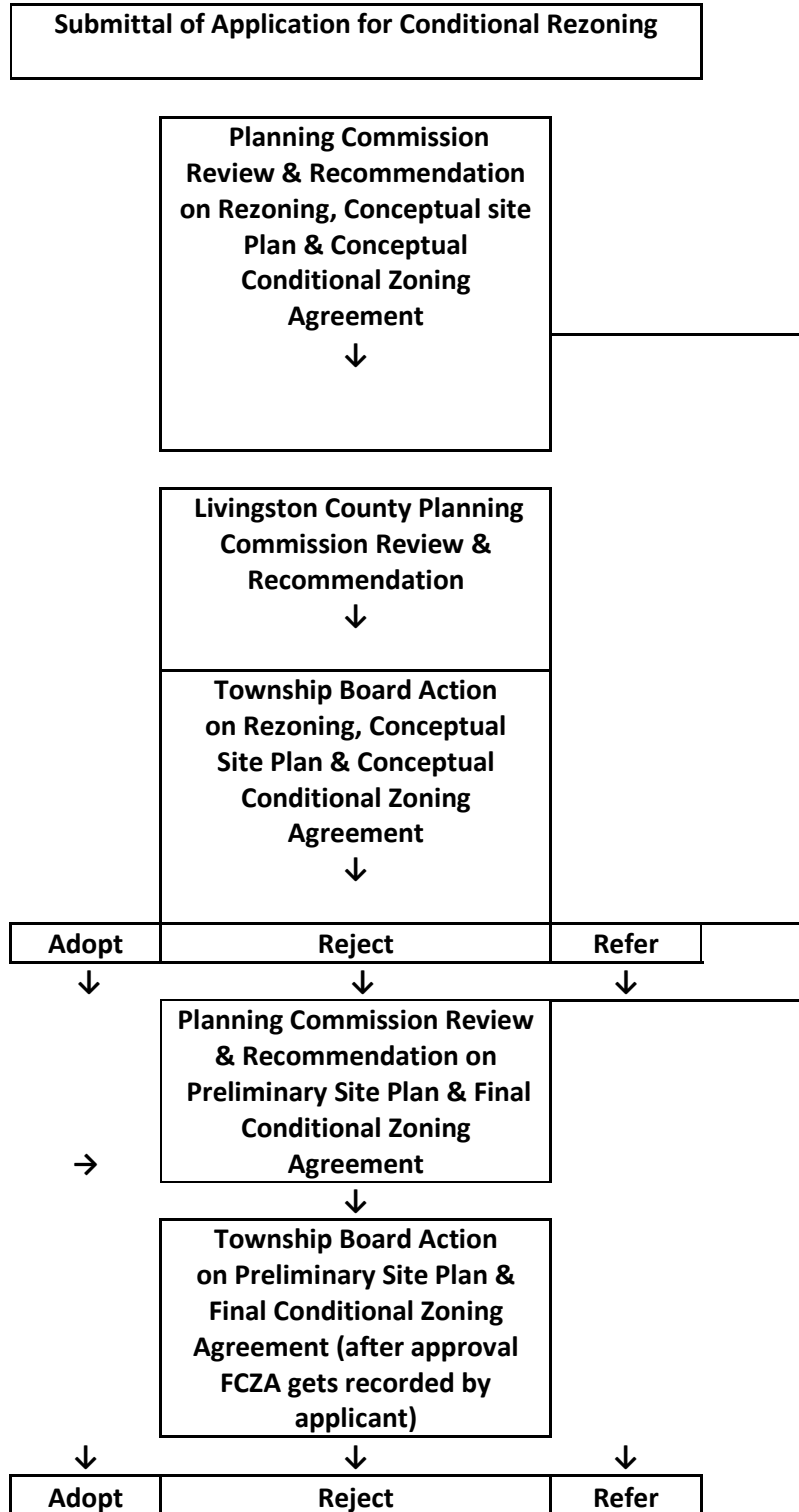 Submittal of Application for Conditional Rezoning
Planning Commission
Review & Recommendation
on Rezoning, Conceptual site
Plan & Conceptual
Conditional Zoning
Agreement
↓
Livingston County Planning
Commission Review &
Recommendation
↓
Township Board Action
on Rezoning, Conceptual
Site Plan & Conceptual
Conditional Zoning
Agreement
↓
Adopt Reject Refer
↓ ↓ ↓
Planning Commission Review
& Recommendation on
Preliminary Site Plan & Final
Conditional Zoning
→ Agreement
↓
Township Board Action
on Preliminary Site Plan &
Final Conditional Zoning
Agreement (after approval
FCZA gets recorded by
applicant)
↓ ↓ ↓
Adopt Reject Refer